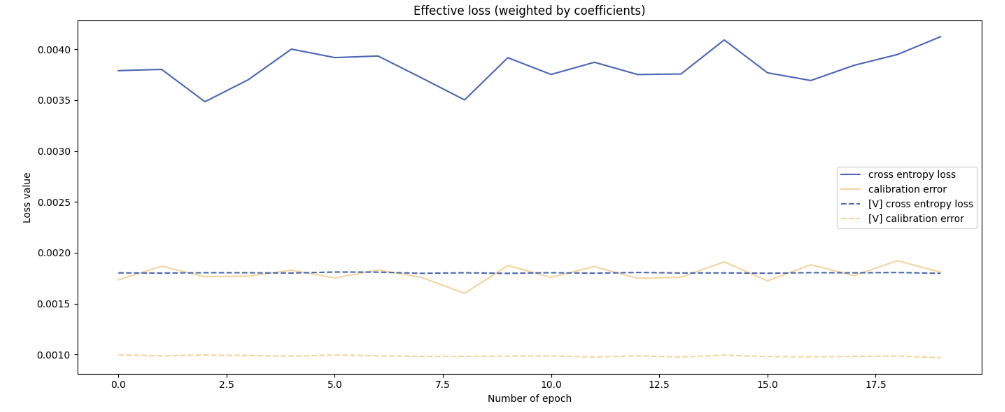 Effective loss (weighted by coefficients)
0.0040
0.0035
0.0030
0.0025
0.0020
0.0015
0.0010
Loss value
cross entropy loss
calibration error
[V] cross entropy loss
[V] calibration error
0.0
2.5
5.0
7.5
10.0
12.5
15.0
17.5
Number of epoch